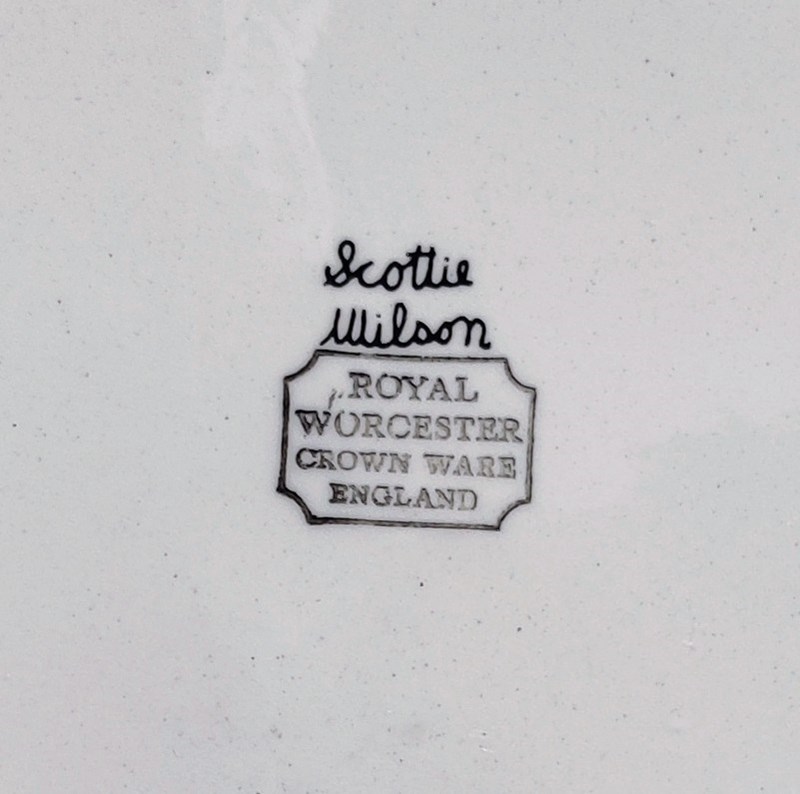 Scottie
Wilson
ROYAL
WORCESTER
CROWN WARE
ENGLAND